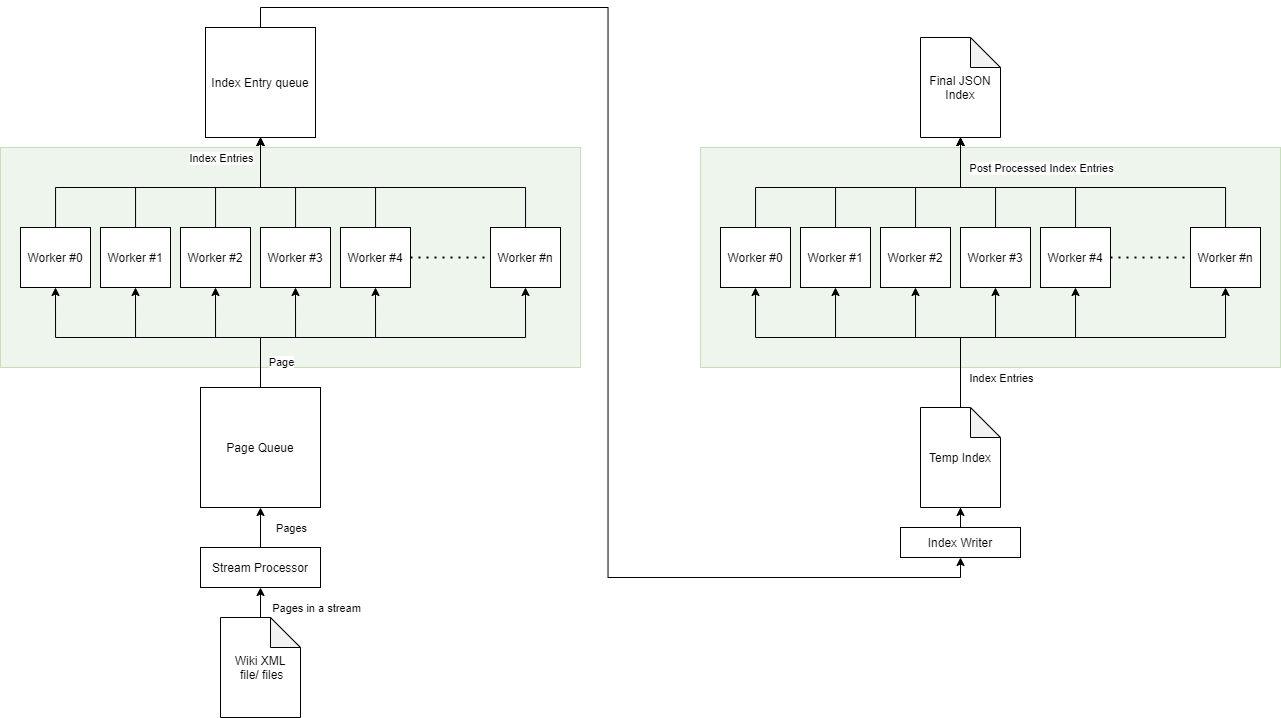 Index Entry queue
Index Entries
Worker #0
Worker #1
Worker #2
Worker #3
Worker #4
Worker #n
Page
Page Queue
Pages
Stream Processor
Pages in a stream
Wiki XML
file/ files
Final JSON
Index
Post Processed Index Entries
Worker #0
Worker #1
Worker #2
Worker #3
Worker #4
Worker #n
Index Entries
Temp Index
Index Writer